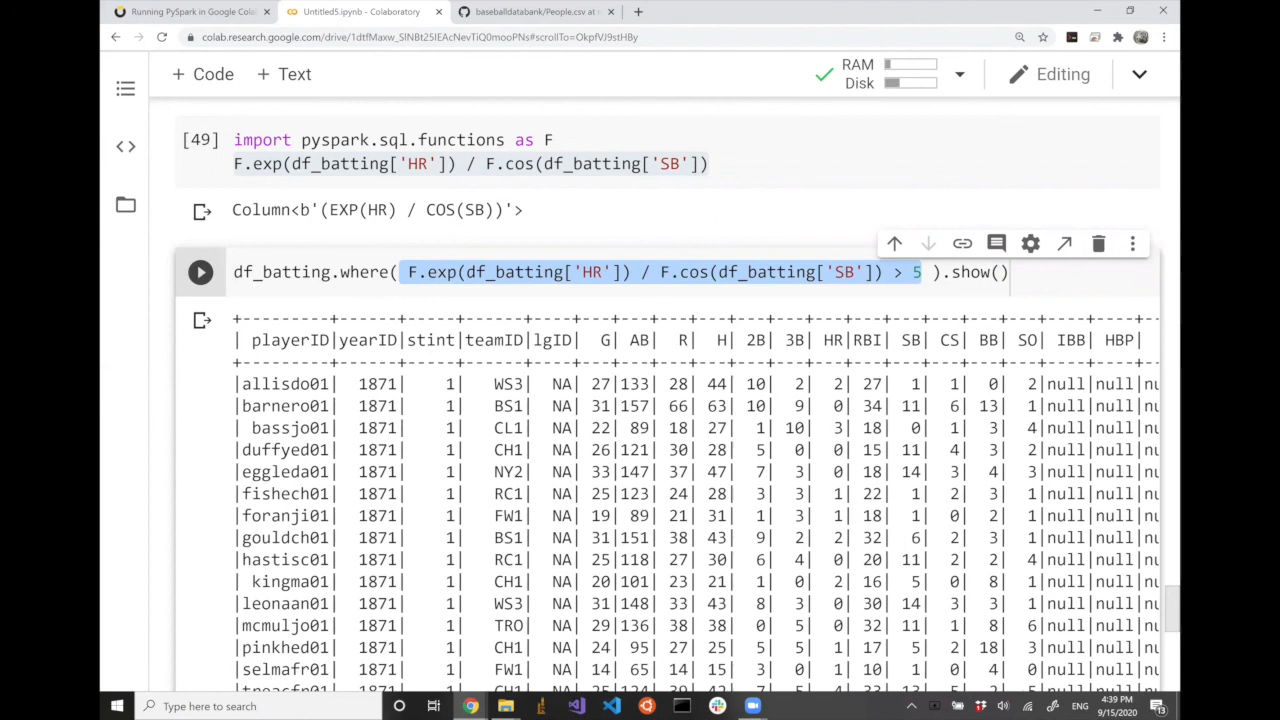 Running PySpark in Google Cola
Untitled5.ipynb - Colaboratory
baseballdatabank/People.csv at
colab.research.google.com/drive/1dtfMaxw_SlNBt25IEAcNevTiQ0mooPNs#scrollTo=OkpfVJ9stH8y
+ Code + Text
RAM
Disk
Editing
[49] import pyspark.sql.functions as F
F.exp(df_batting['HR']) / F.cos(df_batting['SB'])
Column<b'(EXP(HR) / COS(SB))'>
df_batting.where( F.exp(df_batting['HR']) / F.cos(df_batting['SB']) > 5 ).show()
+---------+------+-----+------+----+---+---+---+---+---+---+---+---+---+---+---+---+----+----+--
| playerID|yearID|stint|teamID|lgID| G| AB| R| H| 2B| 3B| HR|RBI| SB| CS| BB| SO| IBB| HBP|
+---------+------+-----+------+----+---+---+---+---+---+---+---+---+---+---+---+---+----+----+--
|allisdo01| 1871| 1| WS3| NA| 27|133| 28| 44| 10| 2| 2| 27| 1| 1| 0| 2|null|null|nu
|barnero01| 1871| 1| BS1| NA| 31|157| 66| 63| 10| 9| 0| 34| 11| 6| 13| 1|null|null|nu
| bassjo01| 1871| 1| CL1| NA| 22| 89| 18| 27| 1| 10| 3| 18| 0| 1| 3| 4|null|null|nu
|duffyed01| 1871| 1| CH1| NA| 26|121| 30| 28| 5| 0| 0| 15| 11| 4| 3| 2|null|null|nu
|eggleda01| 1871| 1| NY2| NA| 33|147| 37| 47| 7| 3| 0| 18| 14| 3| 4| 3|null|null|nu
|fishech01| 1871| 1| RC1| NA| 25|123| 24| 28| 3| 3| 1| 22| 1| 2| 3| 1|null|null|nu
|foranji01| 1871| 1| FW1| NA| 19| 89| 21| 31| 1| 3| 1| 18| 1| 0| 2| 1|null|null|nu
|gouldch01| 1871| 1| BS1| NA| 31|151| 38| 43| 9| 2| 2| 32| 6| 2| 3| 1|null|null|nu
|hastisc01| 1871| 1| RC1| NA| 25|118| 27| 30| 6| 4| 0| 20| 11| 2| 2| 4|null|null|nu
| kingma01| 1871| 1| CH1| NA| 20|101| 23| 21| 1| 0| 2| 16| 5| 0| 8| 1|null|null|nu
|leonaan01| 1871| 1| WS3| NA| 31|148| 33| 43| 8| 3| 0| 30| 14| 3| 3| 1|null|null|nu
|mcmuljo01| 1871| 1| TRO| NA| 29|136| 38| 38| 0| 5| 0| 32| 11| 1| 8| 6|null|null|nu
|pinkhed01| 1871| 1| CH1| NA| 24| 95| 27| 25| 5| 5| 1| 17| 5| 2| 18| 3|null|null|nu
|selmafr01| 1871| 1| FW1| NA| 14| 65| 14| 15| 3| 0| 1| 10| 1| 0| 4| 0|null|null|nu
Type here to search
ENG
4:39 PM
9/15/2020
13